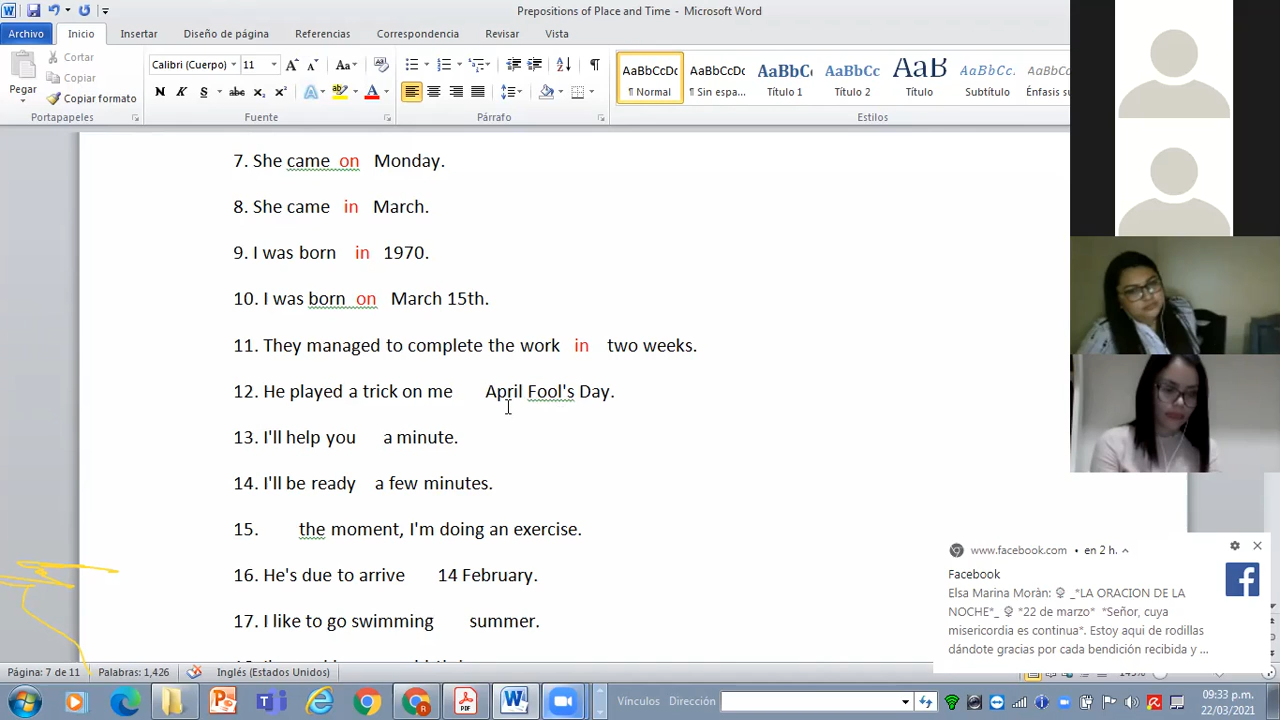 Prepositions of Place and Time - Microsoft Word
Archivo Inicio Insertar Diseño de página Referencias Correspondencia Revisar Vista
Pegar
Cortar
Copiar
Copiar formato
Portapapeles
Calibri (Cuerpo) 11
Fuente
Párrafo
AaBbCcDc AaBbCcDc AaBbC AaBbCc AaB AaBbCc. AaBbCcDc
¶ Normal ¶ Sin espa... Título 1 Título 2 Título Subtítulo Énfasis s
Estilos
7. She came on Monday.
8. She came in March.
9. I was born in 1970.
10. I was born on March 15th.
11. They managed to complete the work in two weeks.
12. He played a trick on me April Fool's Day.
13. I'll help you a minute.
14. I'll be ready a few minutes.
15. the moment, I'm doing an exercise.
16. He's due to arrive 14 February.
17. I like to go swimming summer.
www.facebook.com • en 2 h.
Facebook
Elsa Marina Moràn: _*LA ORACION DE LA
NOCHE*_ *22 de marzo* *Señor, cuya
misericordia es continua*. Estoy aqui de rodillas
dándote gracias por cada bendición recibida y ...
Página: 7 de 11 Palabras: 1,426 Inglés (Estados Unidos)
Vínculos Dirección
09:33 p.m.
22/03/2021